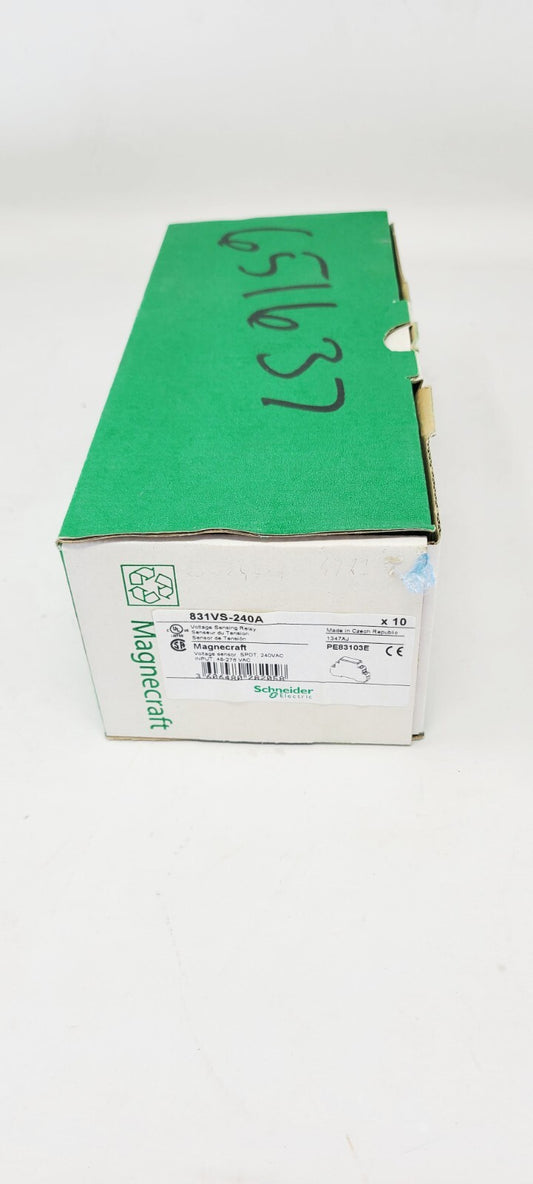 651637
Magnecraft
831VS-240A x 10
Voltage Sensing Relay
Senseur du Tension
Sensor de Tensión
Made in Czech Republic
1347AJ
Magnecraft PE83103E CE
Voltage sensor, SPDT, 240VAC
INPUT: 48-276 VAC
Schneider
Electric